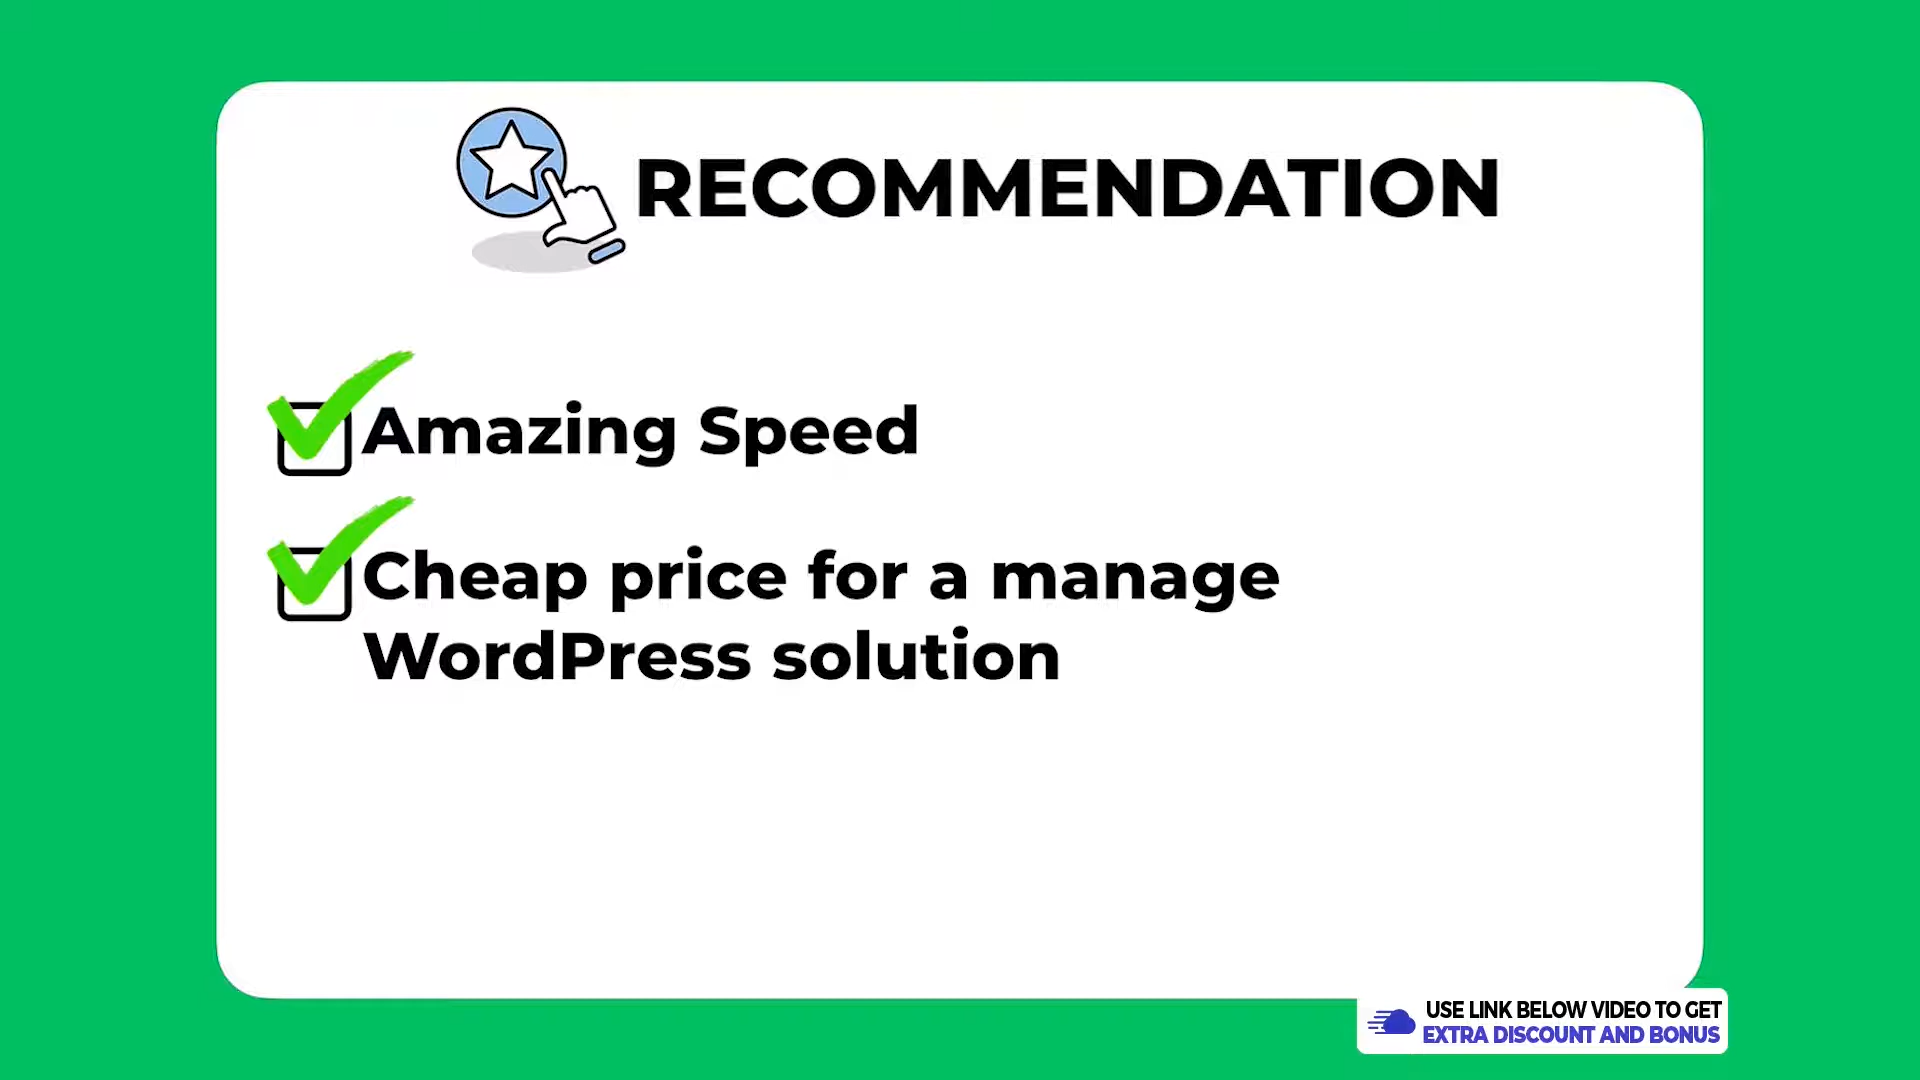 RECOMMENDATION
Amazing Speed
Cheap price for a manage
WordPress solution
USE LINK BELOW VIDEO TO GET
EXTRA DISCOUNT AND BONUS